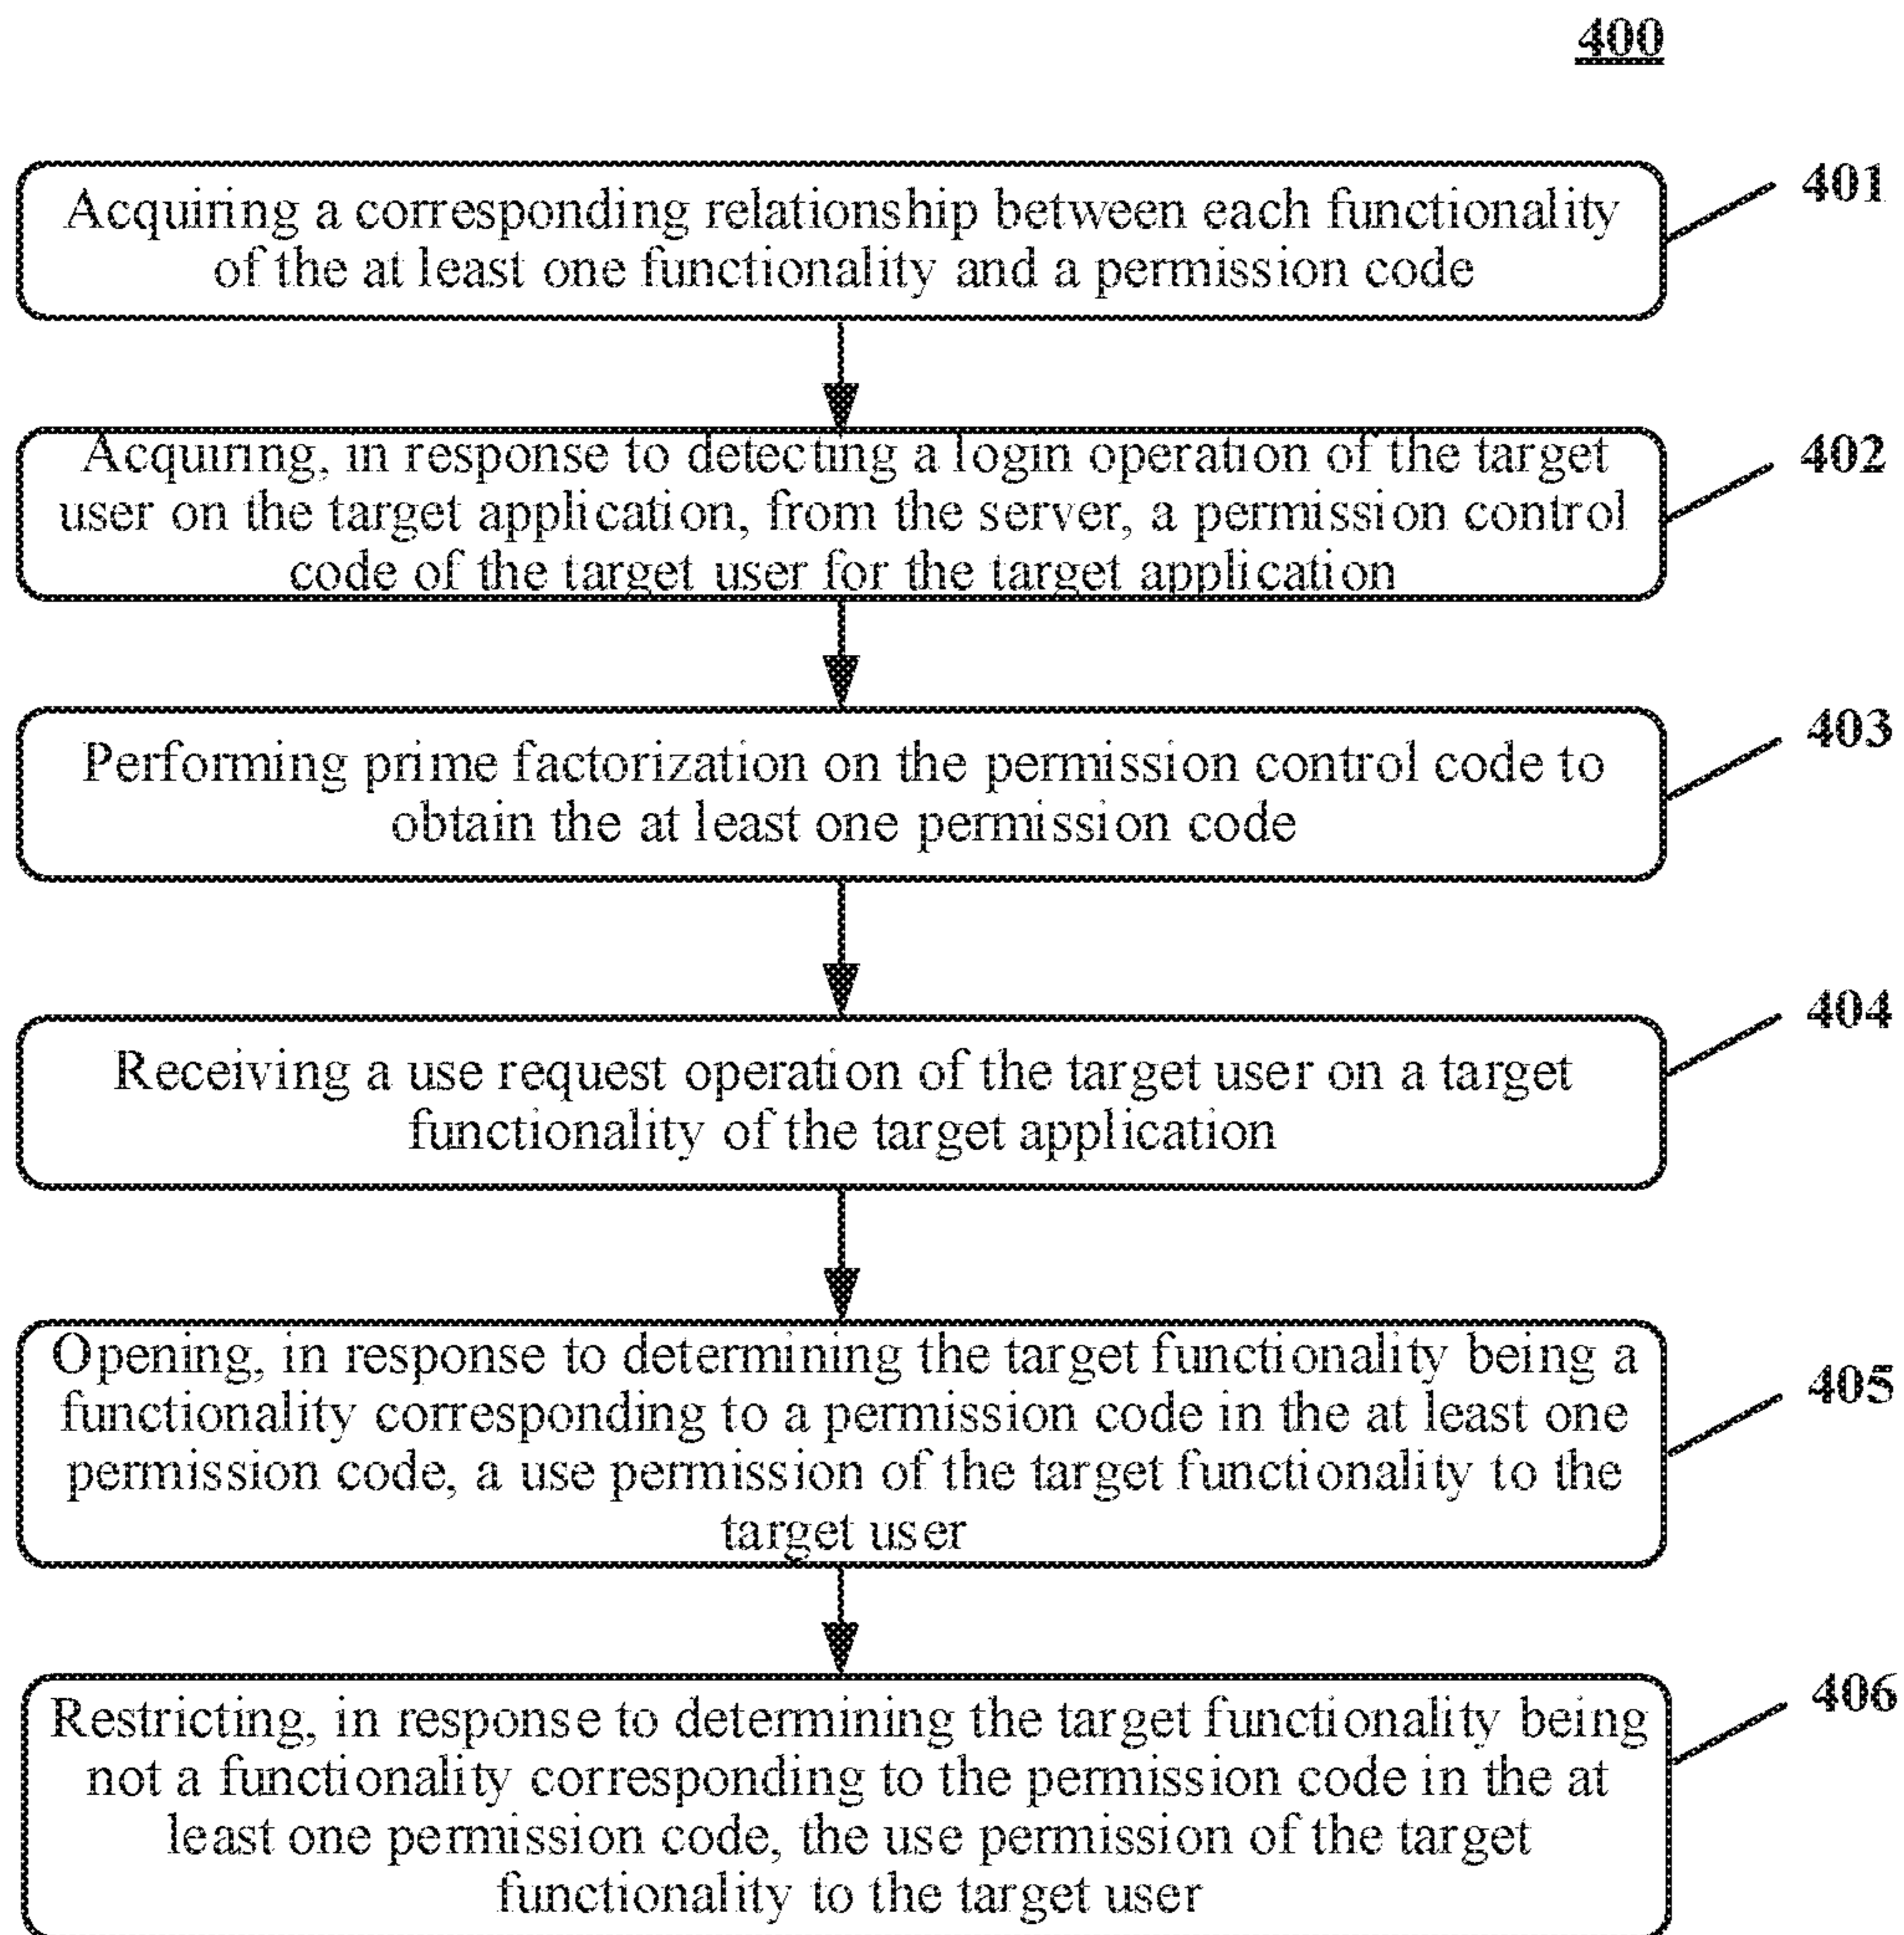 400
Acquiring a corresponding relationship between each functionality
of the at least one functionality and a permission code
401
Acquiring, in response to detecting a login operation of the target
user on the target application, from the server, a permission control
code of the target user for the target application
402
Performing prime factorization on the permission control code to
obtain the at least one permission code
403
Receiving a use request operation of the target user on a target
functionality of the target application
404
Opening, in response to determining the target functionality being a
functionality corresponding to a permission code in the at least one
permission code, a use permission of the target functionality to the
target user
405
Restricting, in response to determining the target functionality being
not a functionality corresponding to the permission code in the at
least one permission code, the use permission of the target
functionality to the target user
406